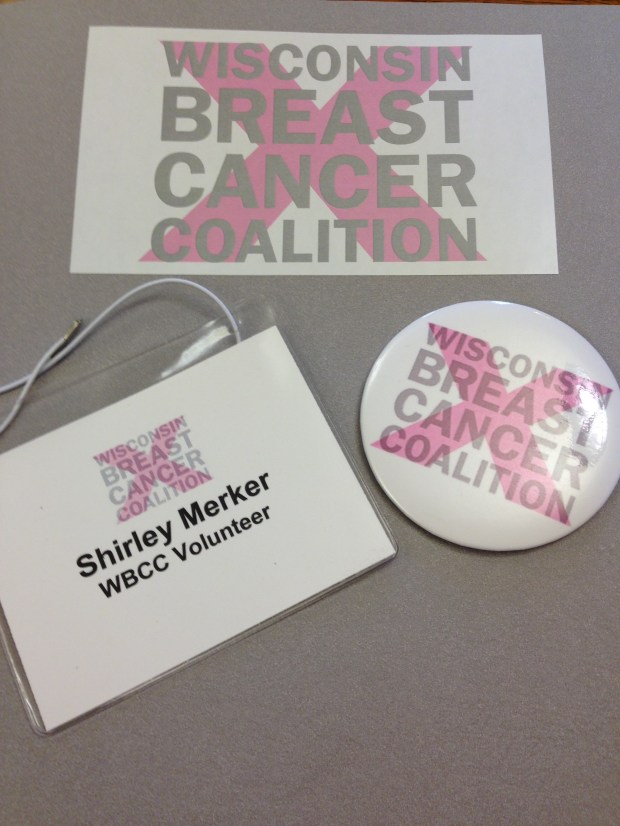 WISCONSIN
BREAST
CANCER
COALITION
WISCONSIN
BREAST
CANCER
COALITION
Shirley Merker
WBCC Volunteer
WISCONSIN
BREAST
CANCER
COALITION